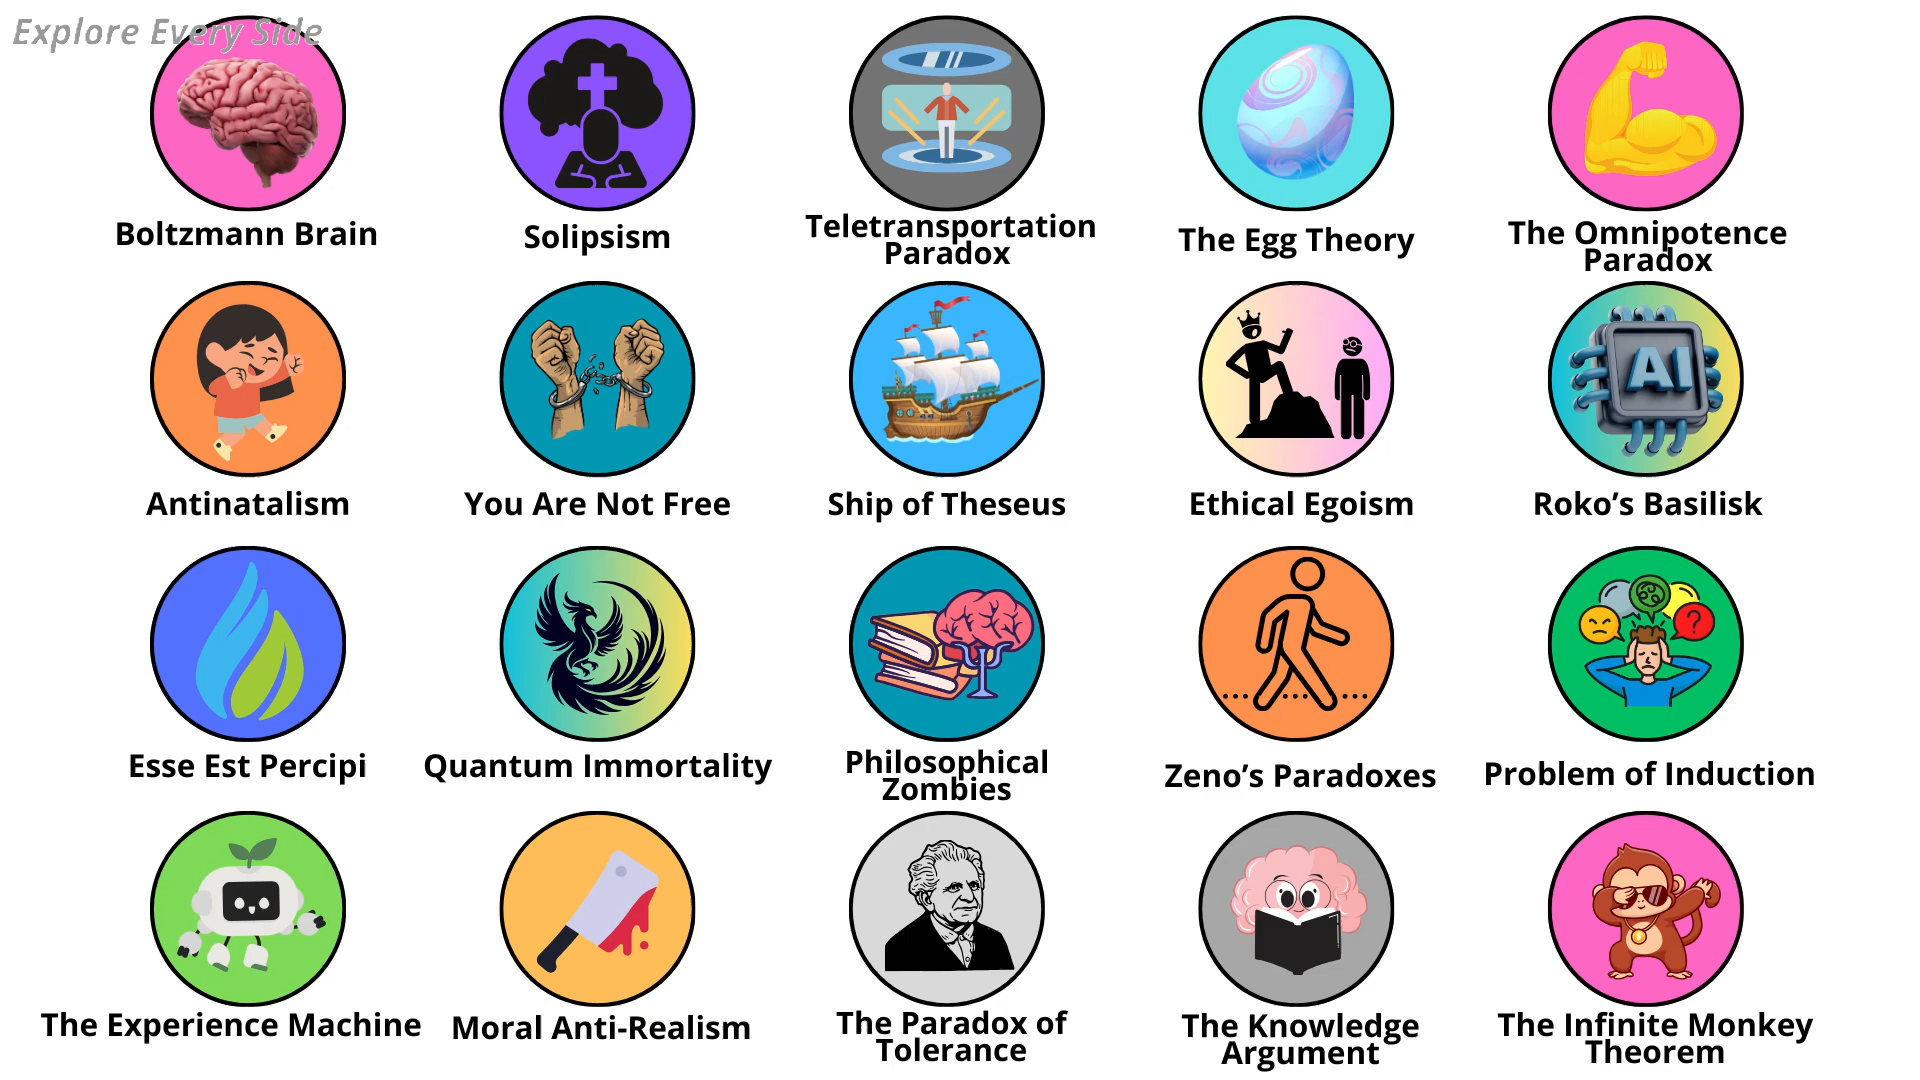 Explore Every Side
Boltzmann Brain
Solipsism
Teletransportation
Paradox
The Egg Theory
The Omnipotence
Paradox
Antinatalism
You Are Not Free
Ship of Theseus
Ethical Egoism
AI
Roko’s Basilisk
Esse Est Percipi
Quantum Immortality
Philosophical
Zombies
Zeno’s Paradoxes
?
Problem of Induction
The Experience Machine
Moral Anti-Realism
The Paradox of
Tolerance
The Knowledge
Argument
The Infinite Monkey
Theorem